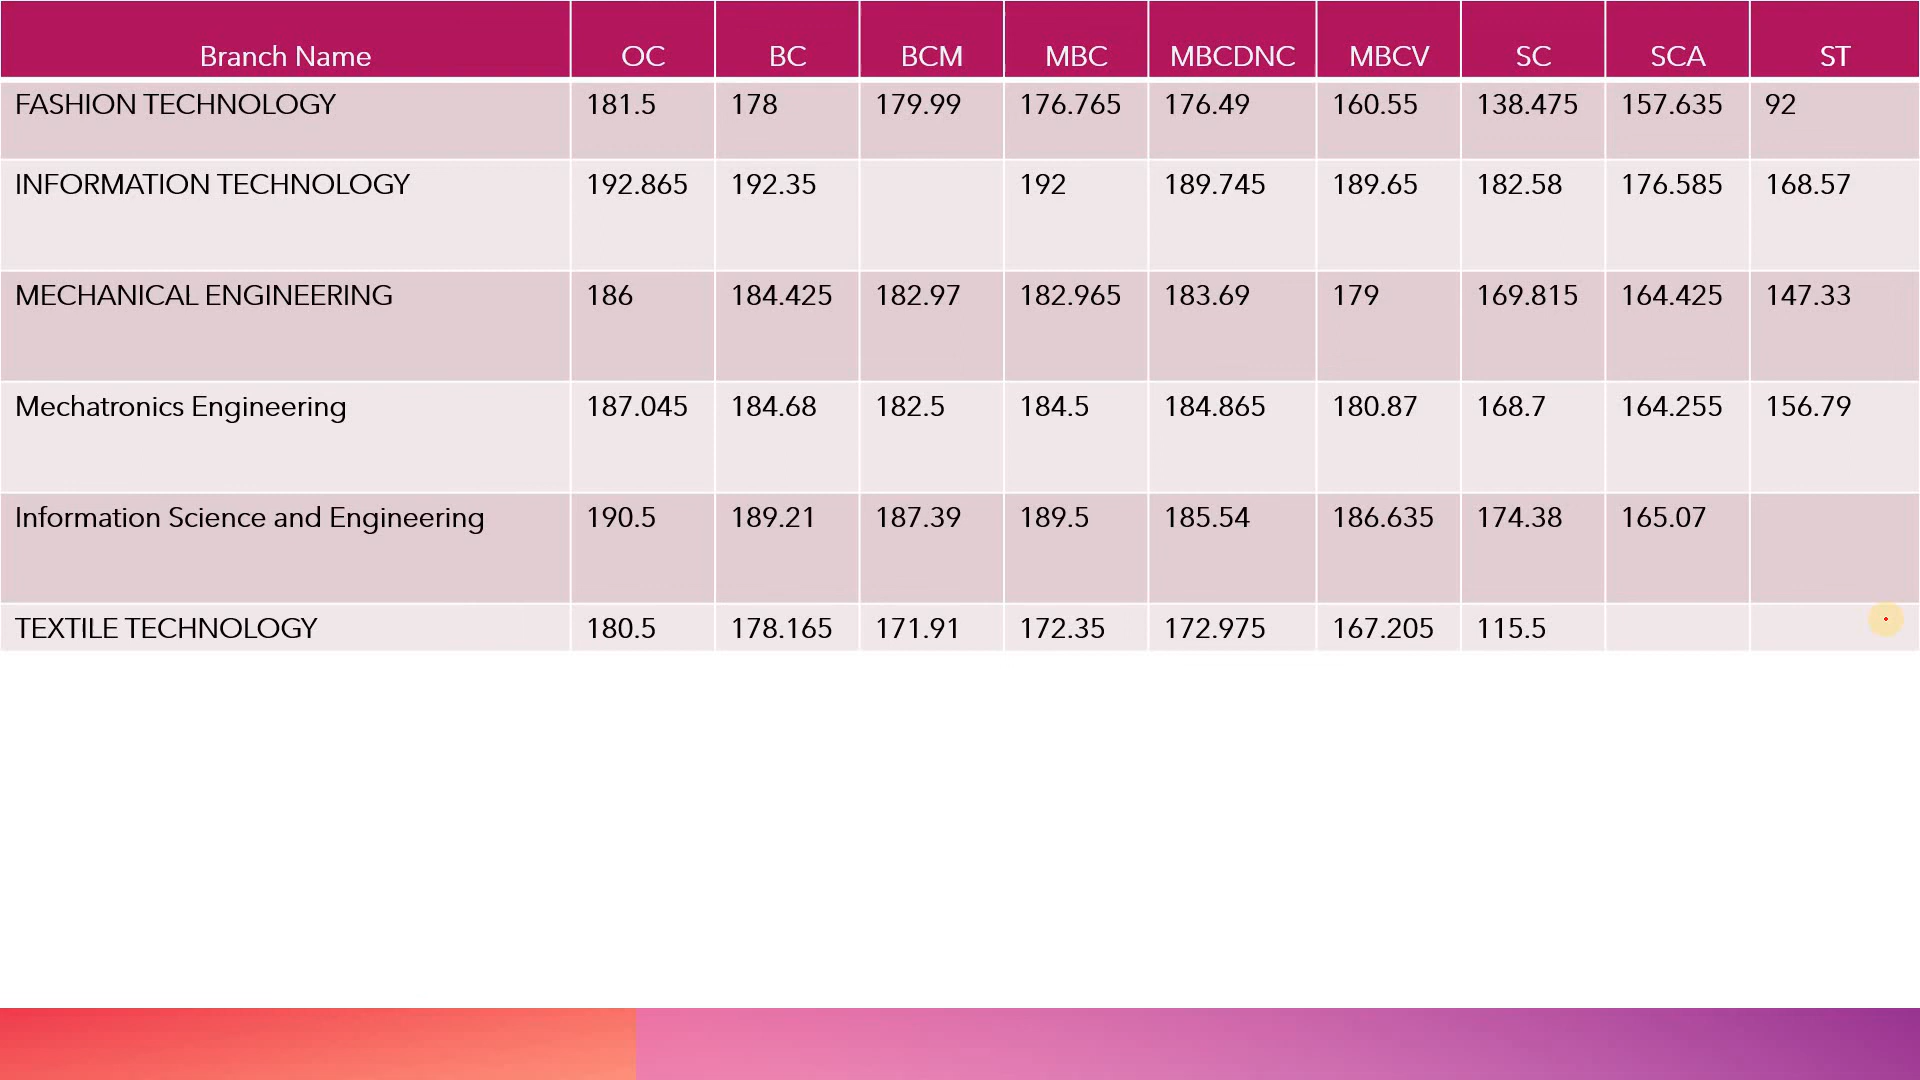 Branch Name OC BC BCM MBC MBCDNC MBCV SC SCA ST
FASHION TECHNOLOGY 181.5 178 179.99 176.765 176.49 160.55 138.475 157.635 92
INFORMATION TECHNOLOGY 192.865 192.35 192 189.745 189.65 182.58 176.585 168.57
MECHANICAL ENGINEERING 186 184.425 182.97 182.965 183.69 179 169.815 164.425 147.33
Mechatronics Engineering 187.045 184.68 182.5 184.5 184.865 180.87 168.7 164.255 156.79
Information Science and Engineering 190.5 189.21 187.39 189.5 185.54 186.635 174.38 165.07
TEXTILE TECHNOLOGY 180.5 178.165 171.91 172.35 172.975 167.205 115.5